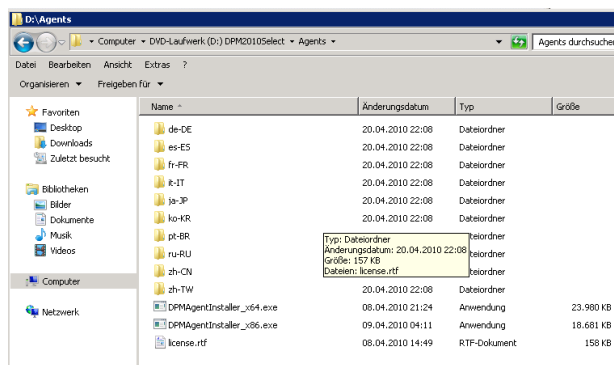 D:\Agents
Computer DVD-Laufwerk (D:) DPM2010Select Agents Agents durchsuchen
Datei Bearbeiten Ansicht Extras ?
Organisieren Freigeben für
Name Änderungsdatum Typ Größe
Favoriten
Desktop
Downloads
Zuletzt besucht
Bibliotheken
Bilder
Dokumente
Musik
Videos
Computer
Netzwerk
de-DE 20.04.2010 22:08 Dateiordner
es-ES 20.04.2010 22:08 Dateiordner
fr-FR 20.04.2010 22:08 Dateiordner
it-IT 20.04.2010 22:08 Dateiordner
ja-JP 20.04.2010 22:08 Dateiordner
ko-KR 20.04.2010 22:08 Dateiordner
pt-BR teiordner
ru-RU teiordner
zh-CN teiordner
zh-TW 20.04.2010 22:08 Dateiordner
Typ: Dateiordner
Änderungsdatum: 20.04.2010 22:08
Größe: 157 KB
Dateien: license.rtf
DPMAgentInstaller_x64.exe 08.04.2010 21:24 Anwendung 23.980 KB
DPMAgentInstaller_x86.exe 09.04.2010 04:11 Anwendung 18.681 KB
license.rtf 08.04.2010 14:49 RTF-Dokument 158 KB